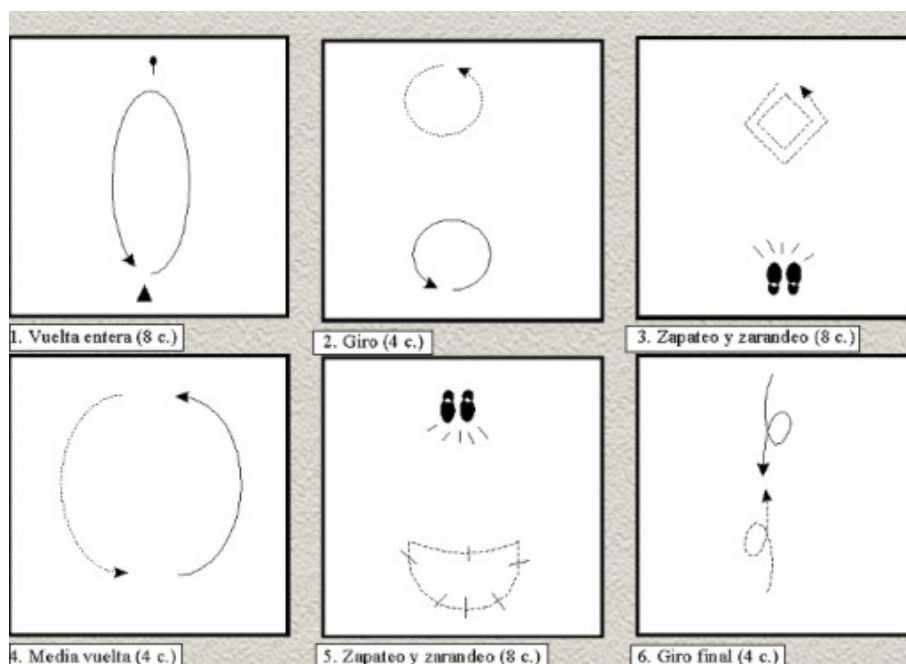 1. Vuelta entera (8 c.)
2. Giro (4 c.)
3. Zapateo y zarandeo (8 c.)
4. Media vuelta (4 c.)
5. Zapateo y zarandeo (8 c.)
6. Giro final (4 c.)